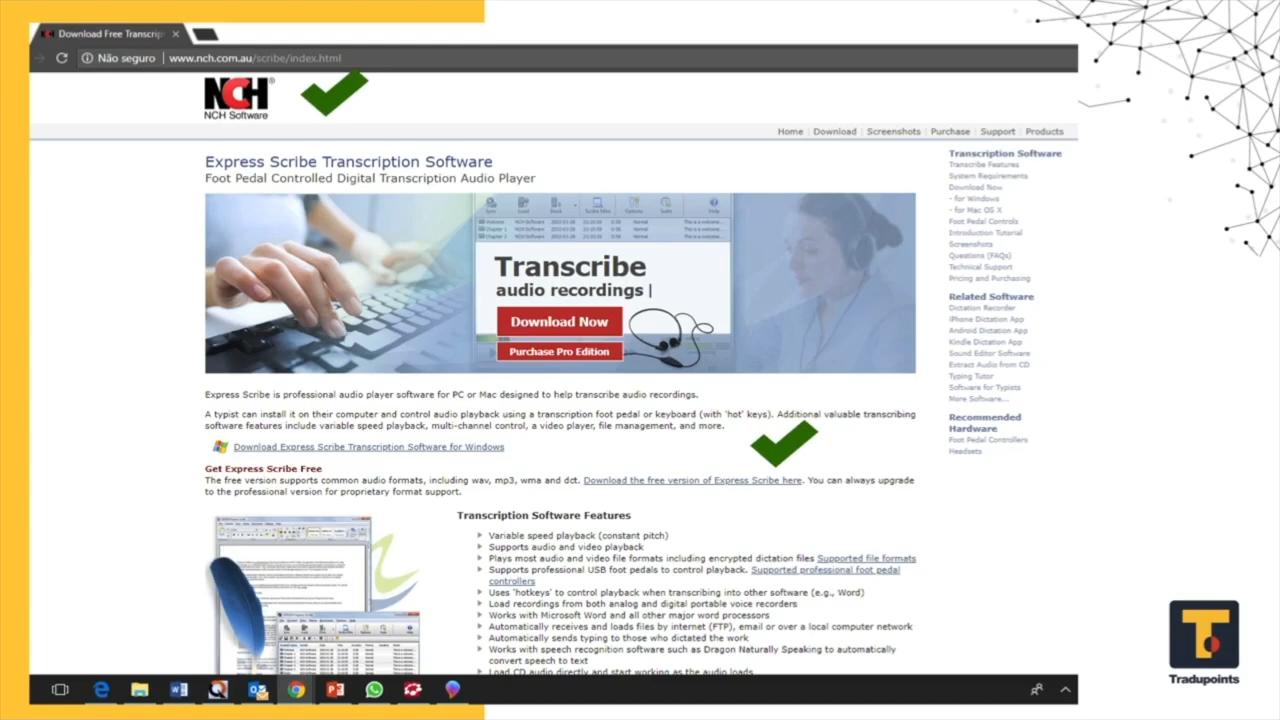 Download Free Transcrip
Não seguro | www.nch.com.au/scribe/index.html
NCH®
NCH Software
Home | Download | Screenshots | Purchase | Support | Products
Express Scribe Transcription Software
Foot Pedal Controlled Digital Transcription Audio Player
Transcribe
audio recordings |
Download Now
Purchase Pro Edition
Express Scribe is professional audio player software for PC or Mac designed to help transcribe audio recordings.
A typist can install it on their computer and control audio playback using a transcription foot pedal or keyboard (with 'hot' keys). Additional valuable transcribing
software features include variable speed playback, multi-channel control, a video player, file management, and more.
Download Express Scribe Transcription Software for Windows
Get Express Scribe Free
The free version supports common audio formats, including wav, mp3, wma and dct. Download the free version of Express Scribe here. You can always upgrade
to the professional version for proprietary format support.
Transcription Software Features
Variable speed playback (constant pitch)
Supports audio and video playback
Plays most audio and video file formats including encrypted dictation files Supported file formats
Supports professional USB foot pedals to control playback. Supported professional foot pedal
controllers
Uses 'hotkeys' to control playback when transcribing into other software (e.g., Word)
Load recordings from both analog and digital portable voice recorders
Works with Microsoft Word and all other major word processors
Automatically receives and loads files by internet (FTP), email or over a local computer network
Automatically sends typing to those who dictated the work
Works with speech recognition software such as Dragon Naturally Speaking to automatically
convert speech to text
Load CD audio directly and start working as the audio loads
Transcription Software
Transcribe Features
System Requirements
Download Now
- for Windows
- for Mac OS X
Foot Pedal Controls
Introduction Tutorial
Screenshots
Questions (FAQs)
Technical Support
Pricing and Purchasing
Related Software
Dictation Recorder
iPhone Dictation App
Android Dictation App
Kindle Dictation App
Sound Editor Software
Extract Audio from CD
Typing Tutor
Software for Typists
More Software...
Recommended
Hardware
Foot Pedal Controllers
Headsets
Tradupoints